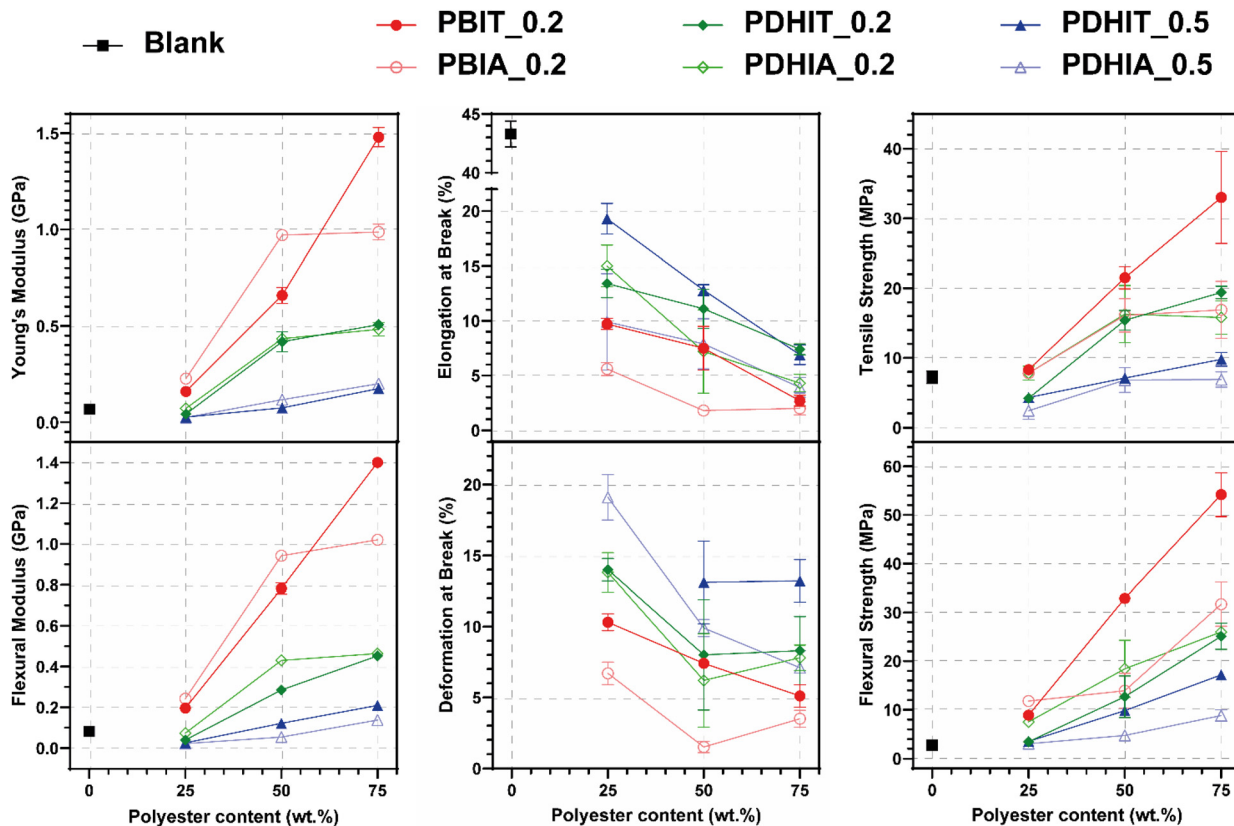 Blank
PBIT_0.2 PDHIT_0.2 PDHIT_0.5
PBIA_0.2 PDHIA_0.2 PDHIA_0.5
Young's Modulus (GPa)
1.5
1.0
0.5
0.0
Elongation at Break (%)
45
40
20
15
10
5
0
Tensile Strength (MPa)
40
30
20
10
0
Flexural Modulus (GPa)
1.4
1.2
1.0
0.8
0.6
0.4
0.2
0.0
0 25 50 75
Polyester content (wt.%)
Deformation at Break (%)
20
15
10
5
0
0 25 50 75
Polyester content (wt.%)
Flexural Strength (MPa)
60
50
40
30
20
10
0
0 25 50 75
Polyester content (wt.%)